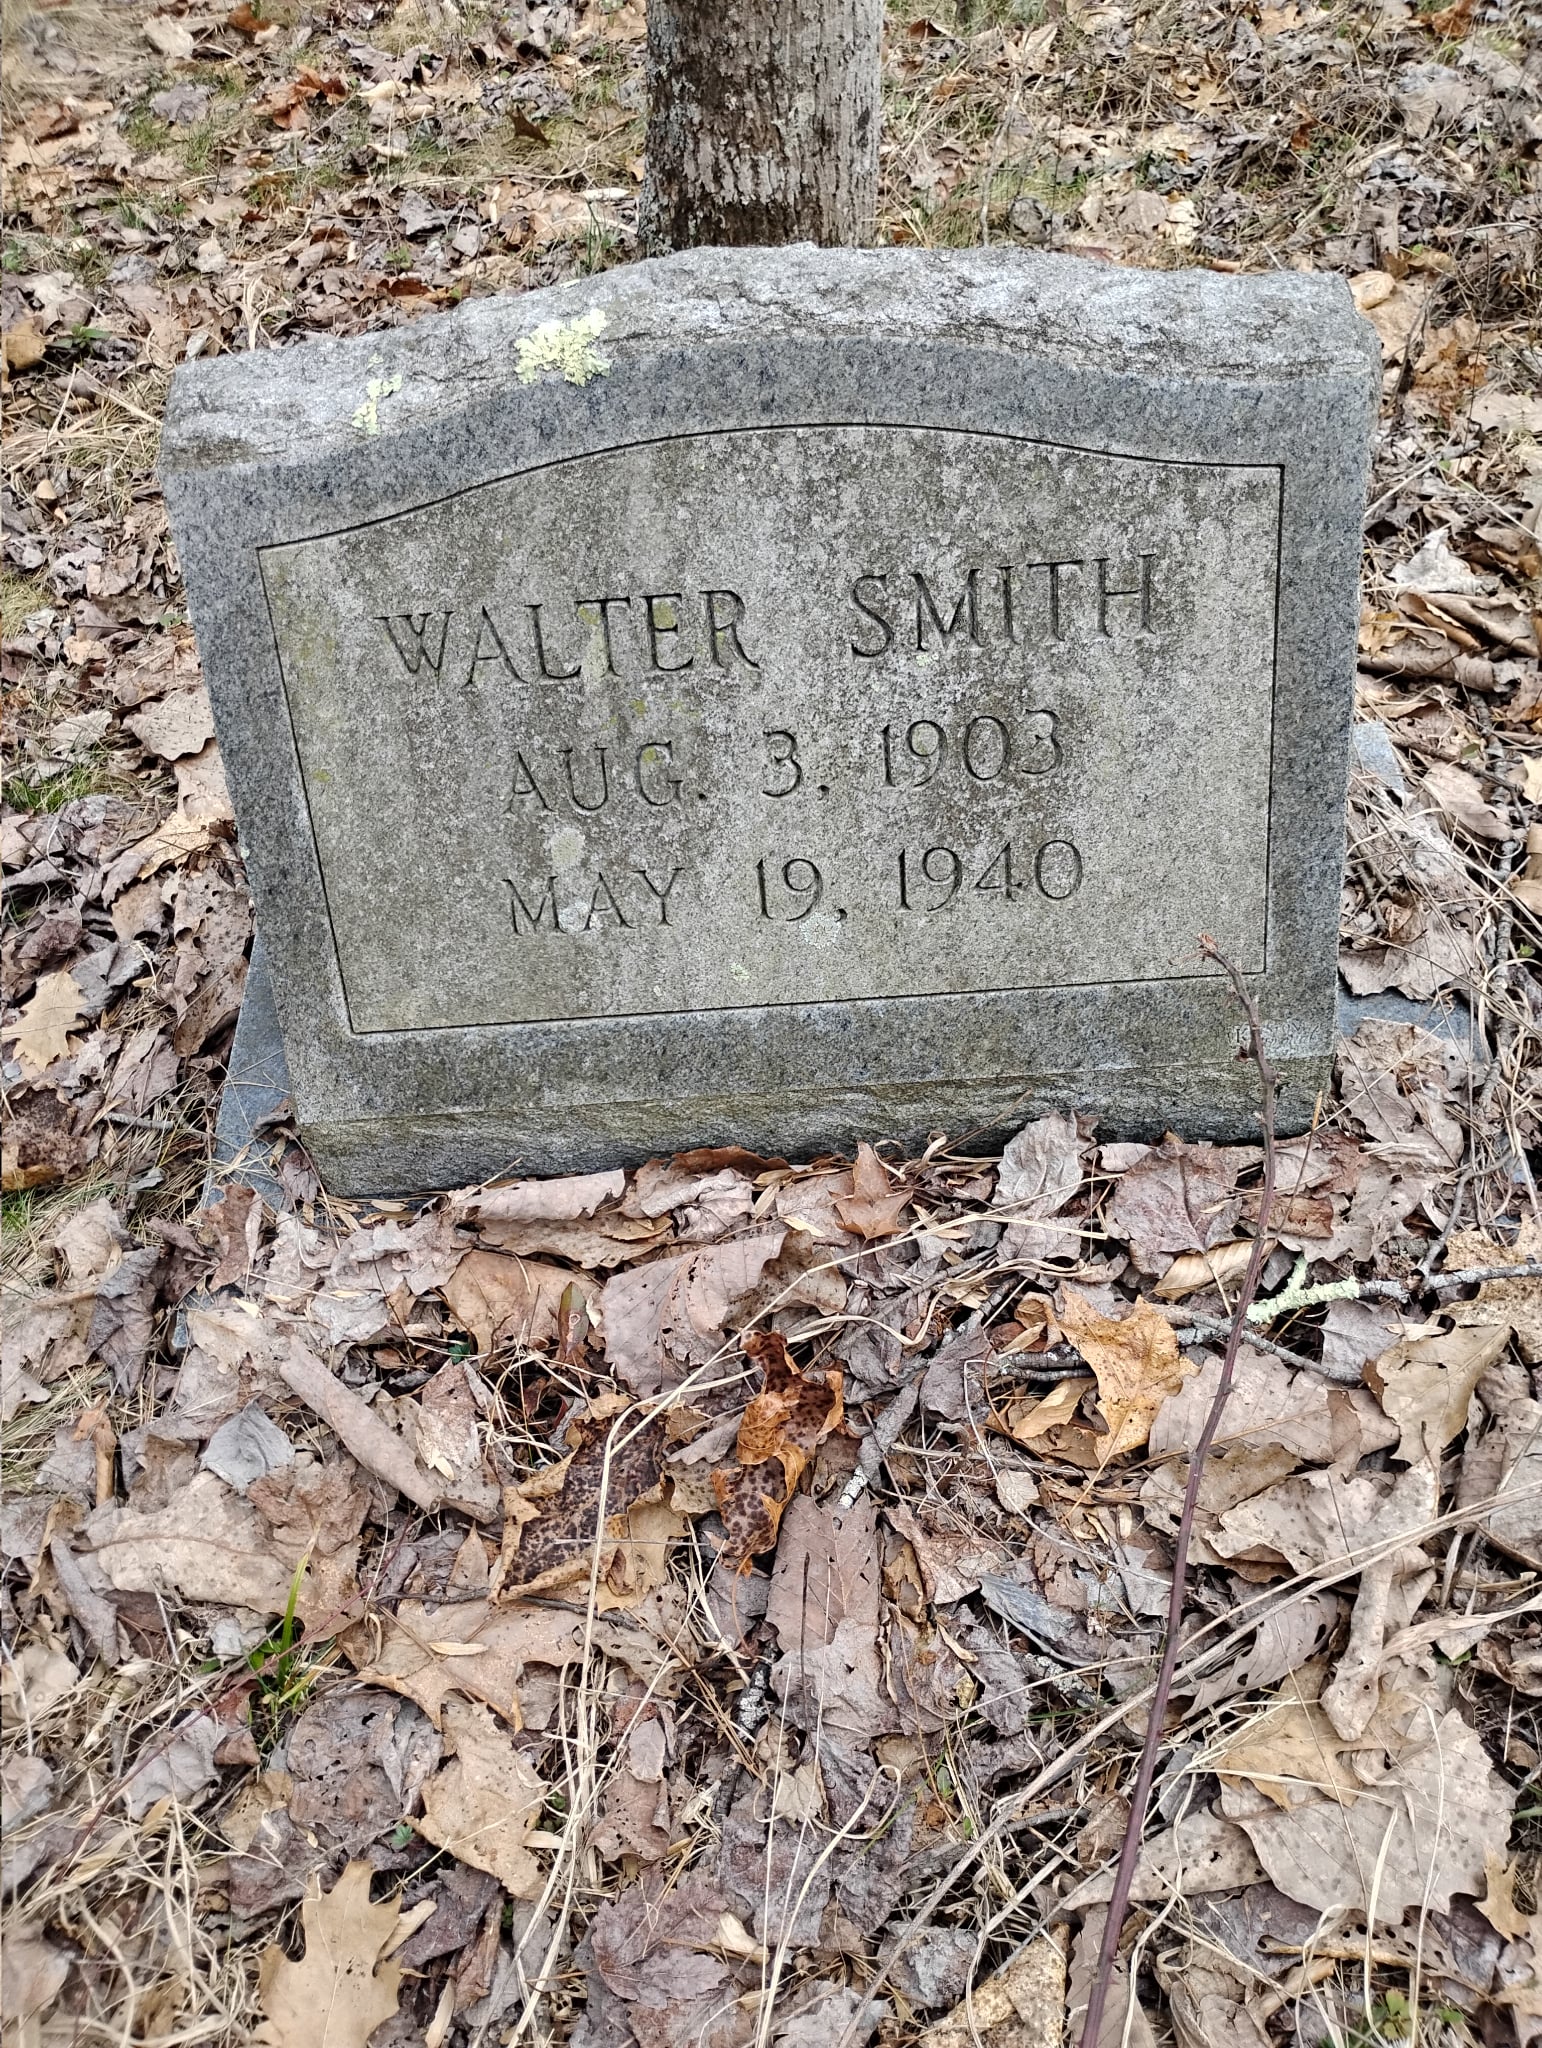 WALTER SMITH
AUG. 3, 1903
MAY 19, 1940